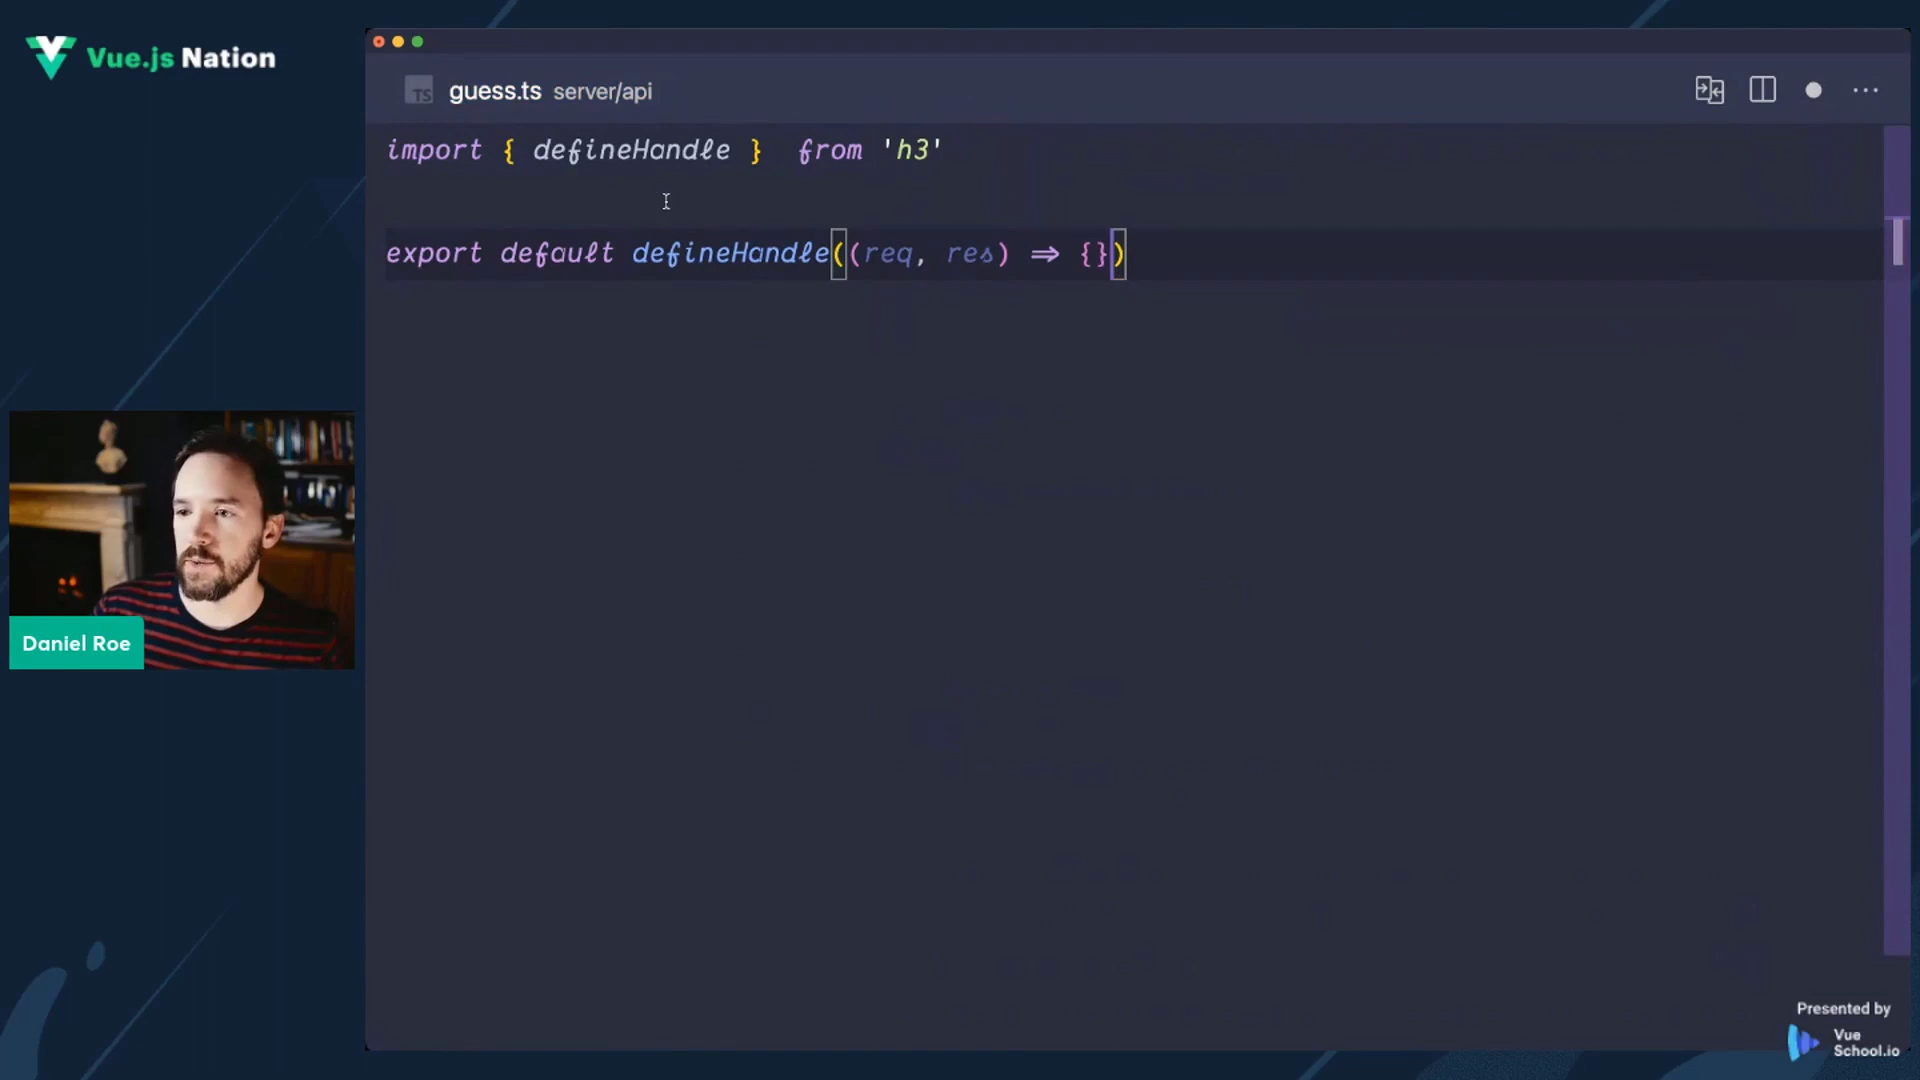 Vue.js Nation
TS guess.ts server/api
import { defineHandle }  from 'h3'
export default defineHandle((req, res) => {})
Daniel Roe
Presented by
Vue
School.io